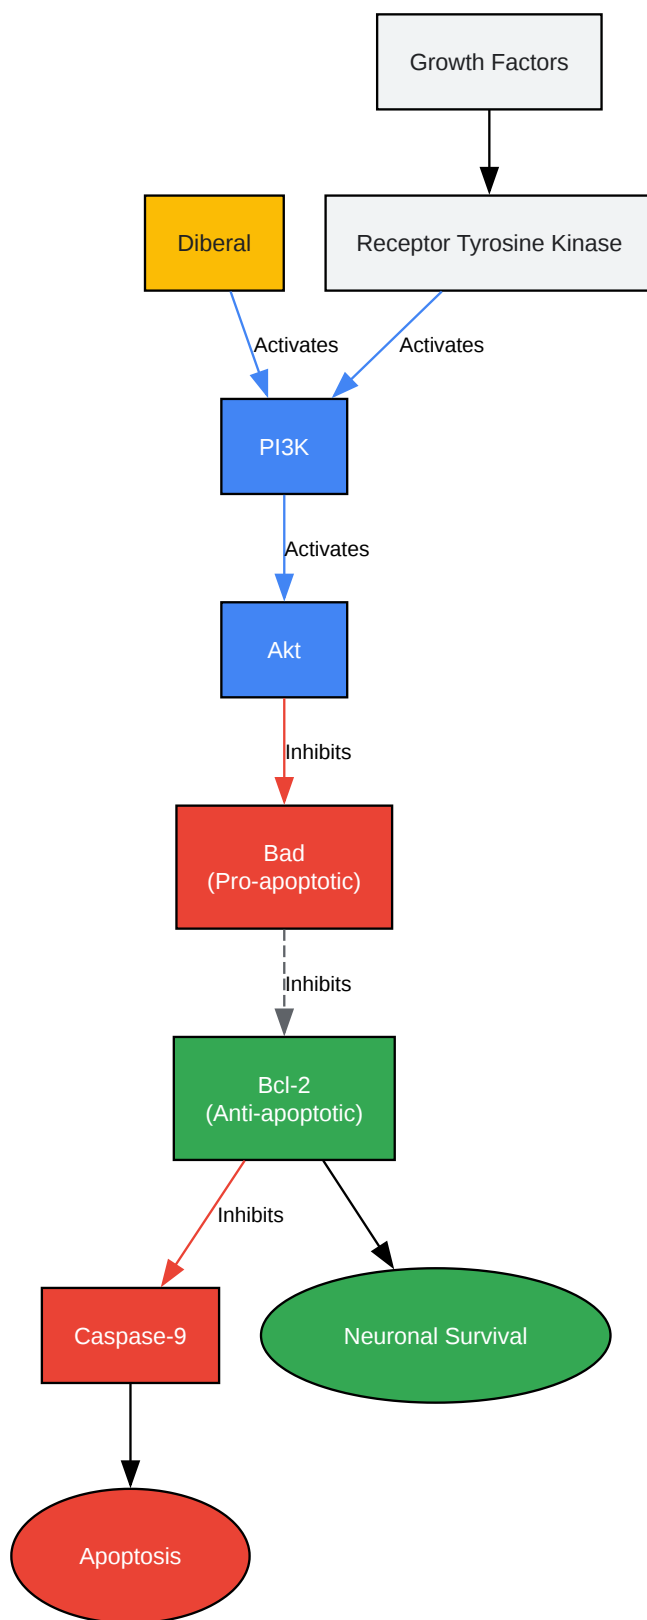 Growth Factors
Diberal
Receptor Tyrosine Kinase
Activates
Activates
PI3K
Activates
Akt
Inhibits
Bad
(Pro-apoptotic)
Inhibits
Bcl-2
(Anti-apoptotic)
Inhibits
Caspase-9
Neuronal Survival
Apoptosis